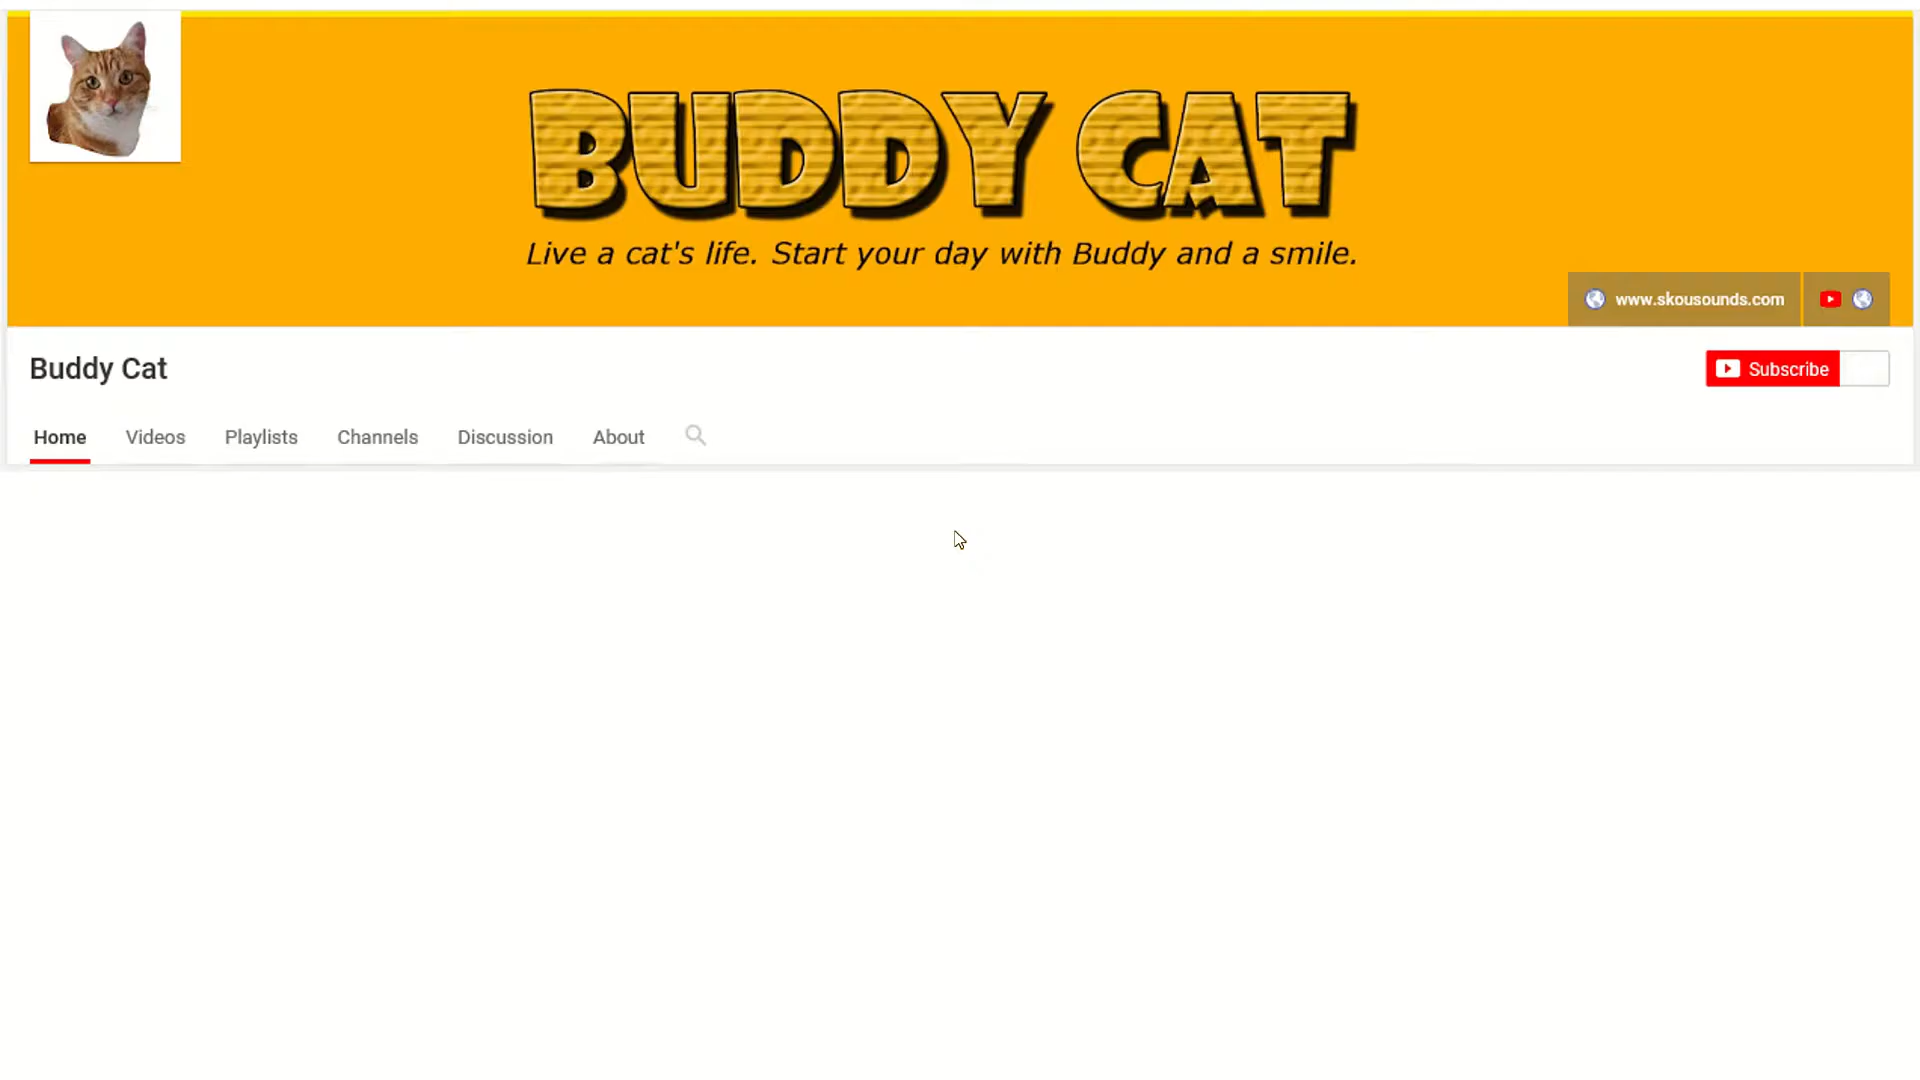 BUDDY CAT
Live a cat's life. Start your day with Buddy and a smile.
www.skousounds.com
Buddy Cat
Subscribe
Home Videos Playlists Channels Discussion About